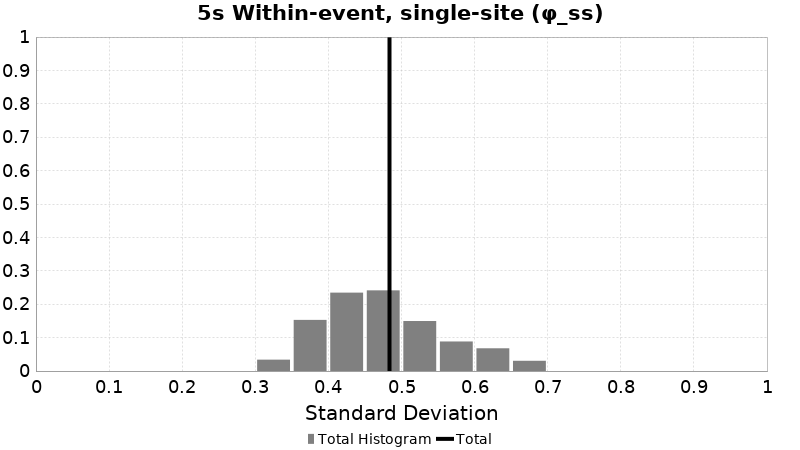 5s Within-event, single-site (φ_ss)
1
0.9
0.8
0.7
0.6
0.5
0.4
0.3
0.2
0.1
0
0 0.1 0.2 0.3 0.4 0.5 0.6 0.7 0.8 0.9 1
Standard Deviation
Total Histogram Total